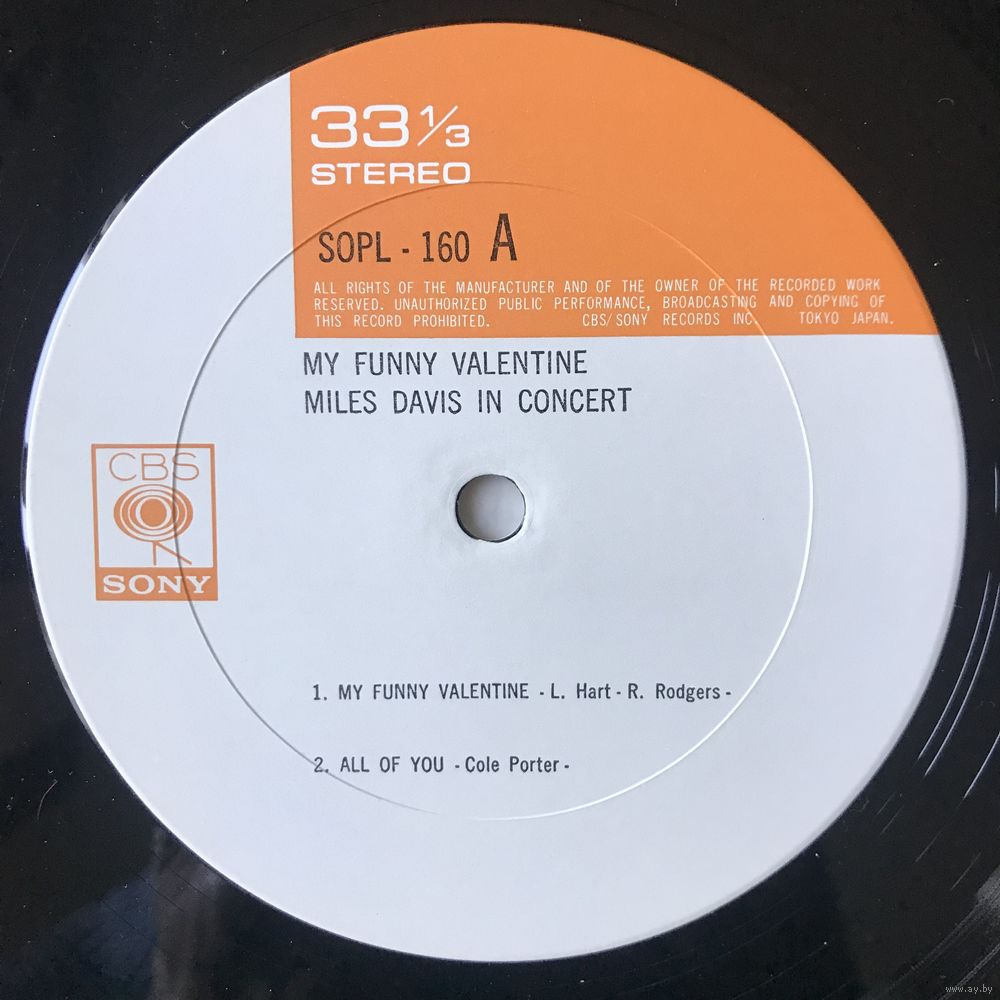 33 1/3
STEREO
SOPL - 160 A
ALL RIGHTS OF THE MANUFACTURER AND OF THE OWNER OF THE RECORDED WORK
RESERVED. UNAUTHORIZED PUBLIC PERFORMANCE, BROADCASTING AND COPYING OF
THIS RECORD PROHIBITED. CBS/SONY RECORDS INC. TOKYO JAPAN.
MY FUNNY VALENTINE
MILES DAVIS IN CONCERT
CBS
SONY
1. MY FUNNY VALENTINE - L. Hart - R. Rodgers -
2. ALL OF YOU - Cole Porter -
www.ay.by